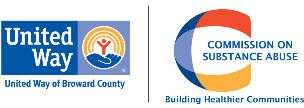 United
Way
®
United Way of Broward County
COMMISSION ON
SUBSTANCE ABUSE
Building Healthier Communities